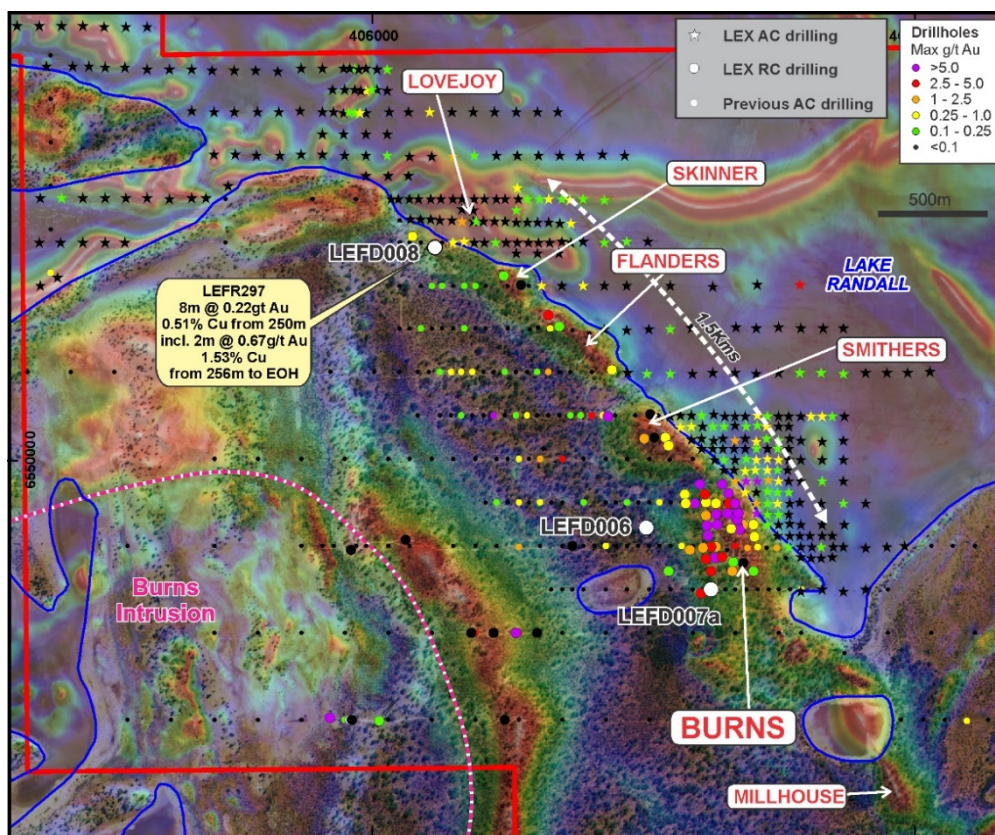 406000
LEX AC drilling
LEX RC drilling
Previous AC drilling
Drillholes
Max g/t Au
>5.0
2.5 - 5.0
1 - 2.5
0.25 - 1.0
0.1 - 0.25
<0.1
LOVEJOY
SKINNER
500m
LEFD008
FLANDERS
LAKE
RANDALL
LEFR297
8m @ 0.22gt Au
0.51% Cu from 250m
incl. 2m @ 0.67g/t Au
1.53% Cu
from 256m to EOH
1.5Kms
SMITHERS
6550000
LEFD006
Burns
Intrusion
LEFD007a
BURNS
MILLHOUSE